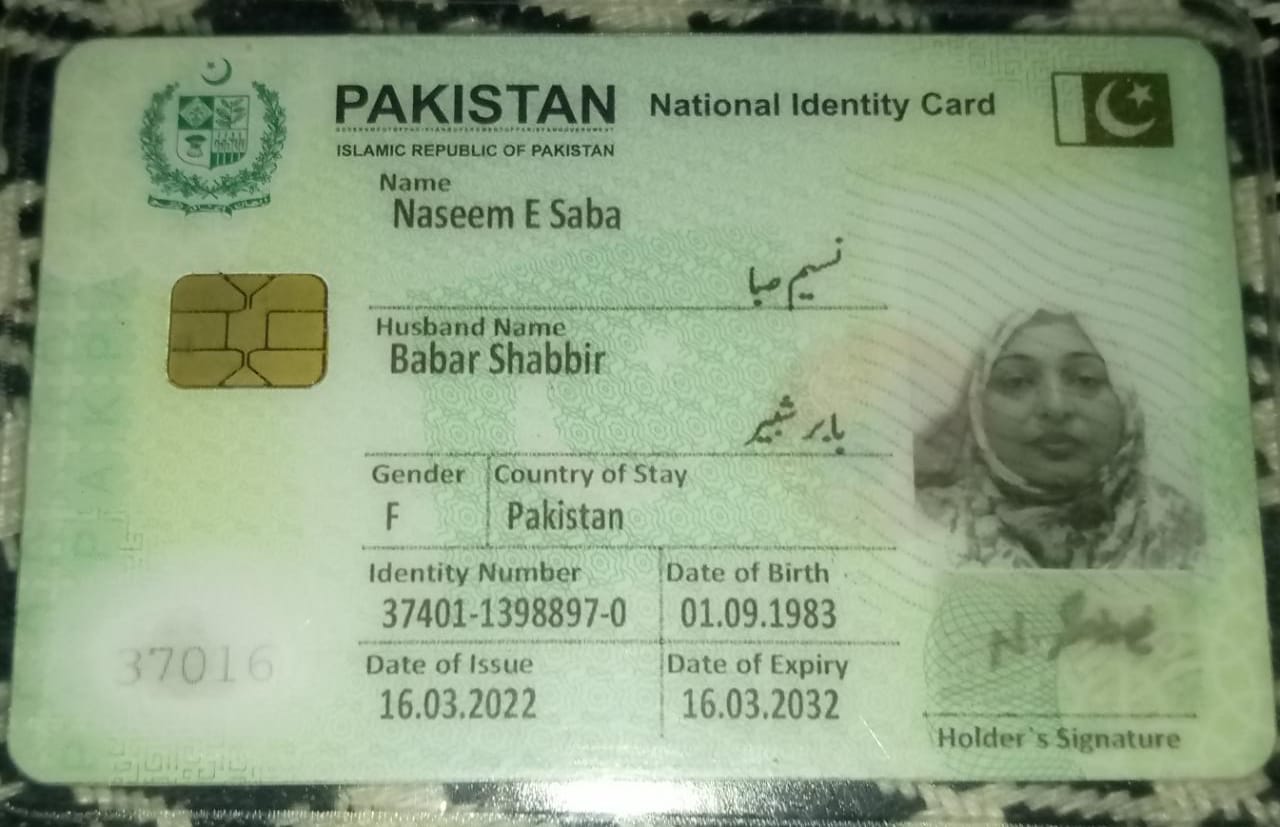 PAKISTAN National Identity Card
ISLAMIC REPUBLIC OF PAKISTAN
Name
Naseem E Saba
نسیم صبا
Husband Name
Babar Shabbir
بابر شبیر
Gender Country of Stay
F Pakistan
Identity Number Date of Birth
37401-1398897-0 01.09.1983
Date of Issue Date of Expiry
37016
16.03.2022 16.03.2032
Holder's Signature